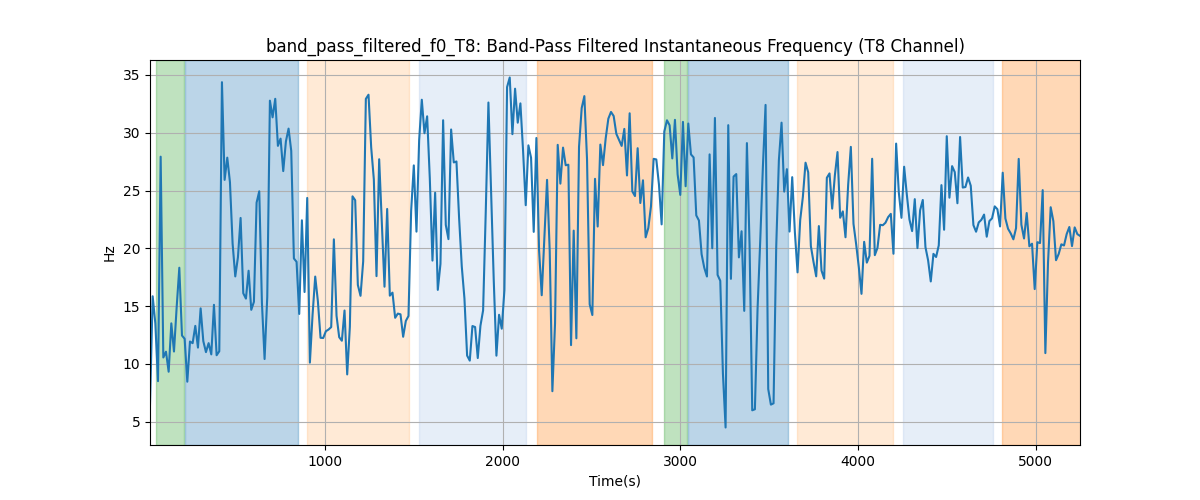 band_pass_filtered_f0_T8: Band-Pass Filtered Instantaneous Frequency (T8 Channel)
35
30
25
20
15
10
5
Hz
1000 2000 3000 4000 5000
Time(s)